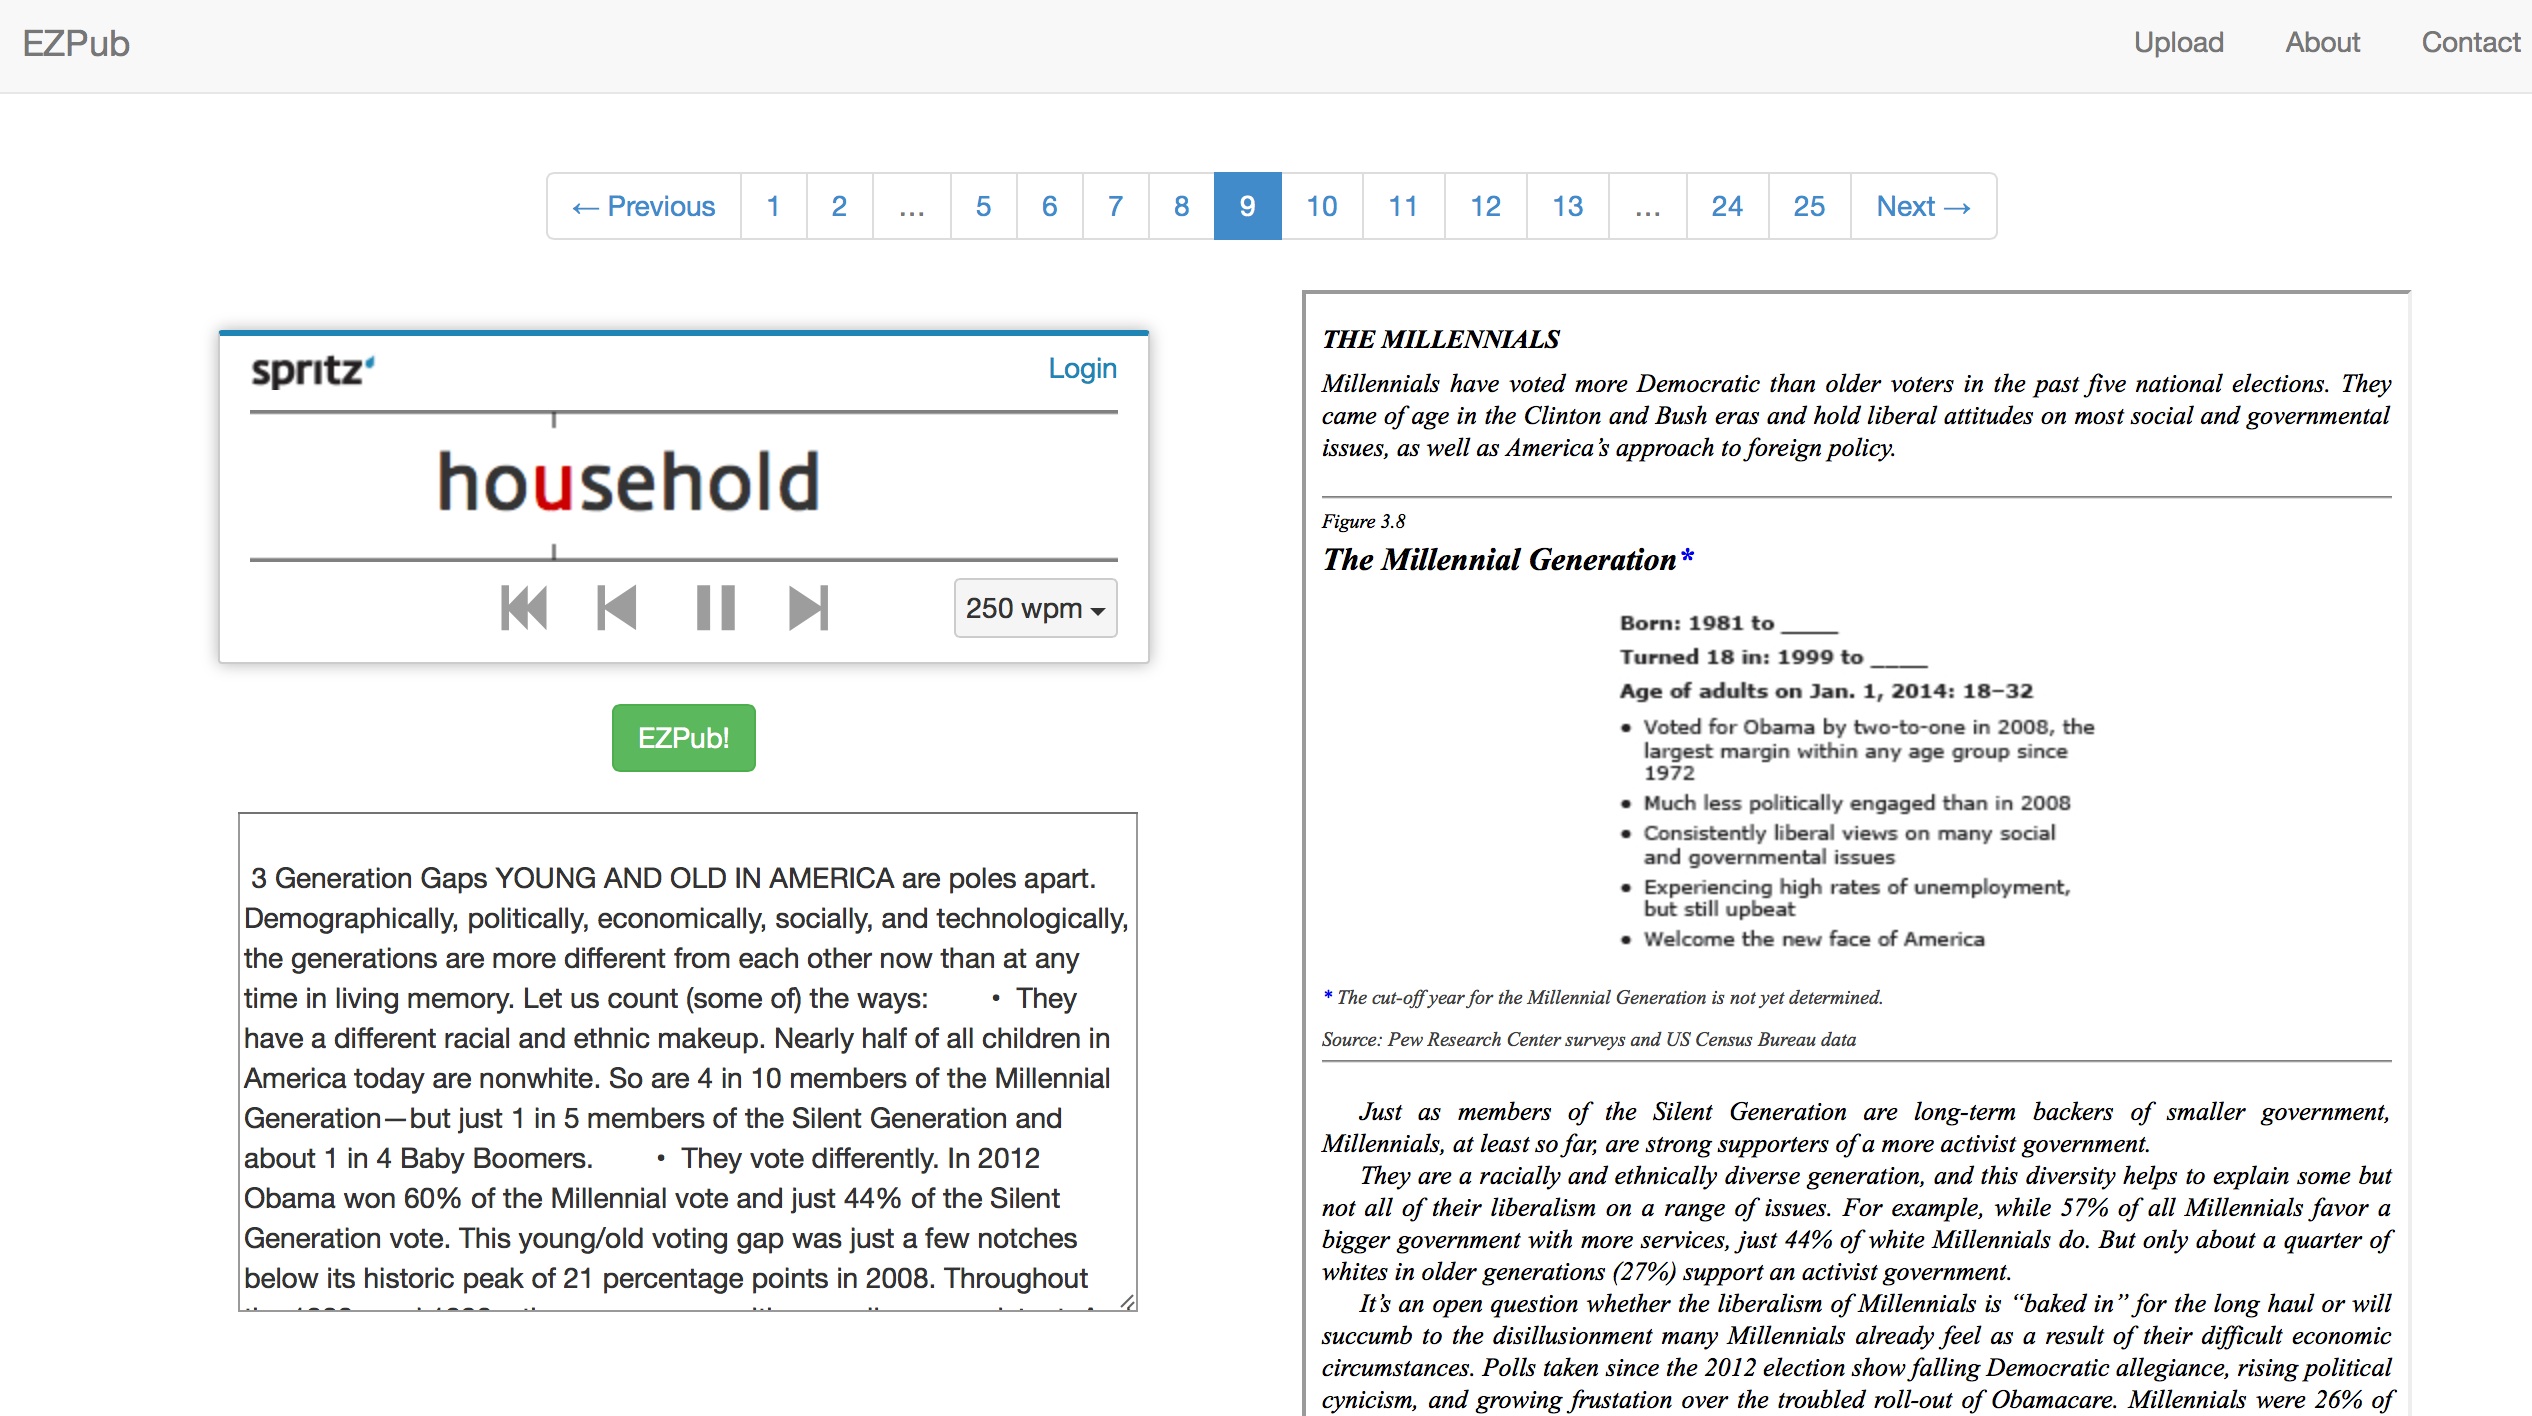 EZPub
Upload About Contact
← Previous 1 2 ... 5 6 7 8 9 10 11 12 13 ... 24 25 Next →
spritz
Login
household
250 wpm
EZPub!
3 Generation Gaps YOUNG AND OLD IN AMERICA are poles apart.
Demographically, politically, economically, socially, and technologically,
the generations are more different from each other now than at any
time in living memory. Let us count (some of) the ways: • They
have a different racial and ethnic makeup. Nearly half of all children in
America today are nonwhite. So are 4 in 10 members of the Millennial
Generation—but just 1 in 5 members of the Silent Generation and
about 1 in 4 Baby Boomers. • They vote differently. In 2012
Obama won 60% of the Millennial vote and just 44% of the Silent
Generation vote. This young/old voting gap was just a few notches
below its historic peak of 21 percentage points in 2008. Throughout
THE MILLENNIALS
Millennials have voted more Democratic than older voters in the past five national elections. They
came of age in the Clinton and Bush eras and hold liberal attitudes on most social and governmental
issues, as well as America's approach to foreign policy.
Figure 3.8
The Millennial Generation*
Born: 1981 to ____
Turned 18 in: 1999 to ____
Age of adults on Jan. 1, 2014: 18–32
• Voted for Obama by two-to-one in 2008, the
largest margin within any age group since
1972
• Much less politically engaged than in 2008
• Consistently liberal views on many social
and governmental issues
• Experiencing high rates of unemployment,
but still upbeat
• Welcome the new face of America
* The cut-off year for the Millennial Generation is not yet determined.
Source: Pew Research Center surveys and US Census Bureau data
Just as members of the Silent Generation are long-term backers of smaller government,
Millennials, at least so far, are strong supporters of a more activist government.
They are a racially and ethnically diverse generation, and this diversity helps to explain some but
not all of their liberalism on a range of issues. For example, while 57% of all Millennials favor a
bigger government with more services, just 44% of white Millennials do. But only about a quarter of
whites in older generations (27%) support an activist government.
It's an open question whether the liberalism of Millennials is “baked in” for the long haul or will
succumb to the disillusionment many Millennials already feel as a result of their difficult economic
circumstances. Polls taken since the 2012 election show falling Democratic allegiance, rising political
cynicism, and growing frustation over the troubled roll-out of Obamacare. Millennials were 26% of